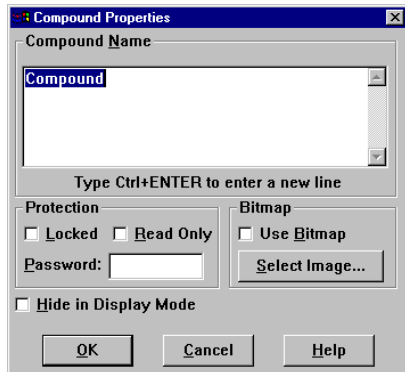 Compound Properties
Compound Name
Compound
Type Ctrl+ENTER to enter a new line
Protection
Bitmap
Locked
Read Only
Use Bitmap
Password:
Select Image...
Hide in Display Mode
OK
Cancel
Help